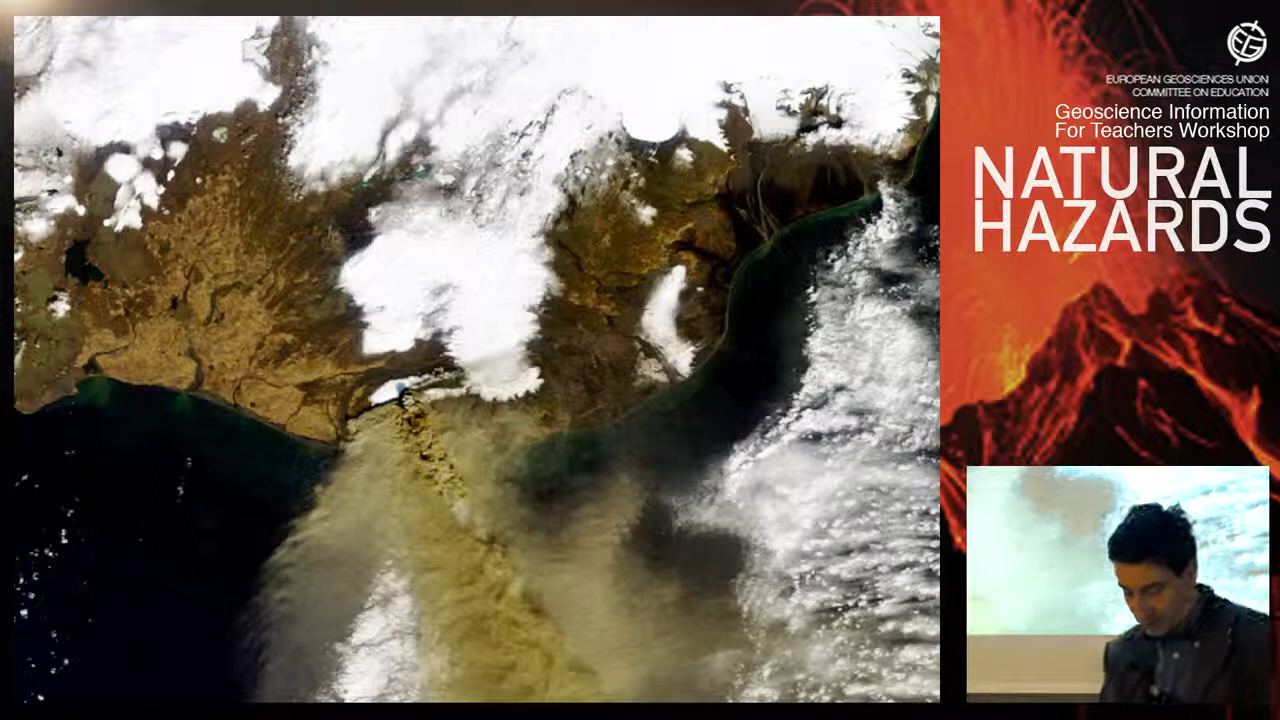 EUROPEAN GEOSCIENCES UNION
COMMITTEE ON EDUCATION
Geoscience Information
For Teachers Workshop
NATURAL
HAZARDS